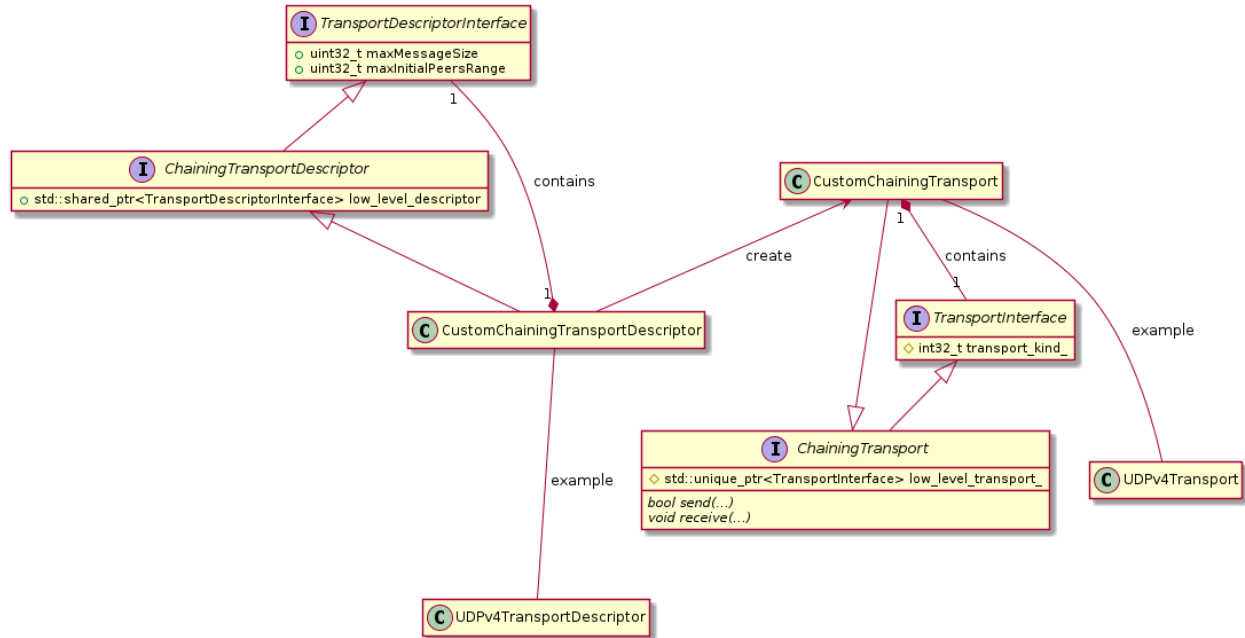 I TransportDescriptorInterface
uint32_t maxMessageSize
uint32_t maxInitialPeersRange
1
I ChainingTransportDescriptor
std::shared_ptr<TransportDescriptorInterface> low_level_descriptor
contains
C CustomChainingTransport
1
create
contains
1
1
C CustomChainingTransportDescriptor
I TransportInterface
int32_t transport_kind_
example
I ChainingTransport
std::unique_ptr<TransportInterface> low_level_transport_
bool send(...)
void receive(...)
C UDPv4Transport
example
C UDPv4TransportDescriptor